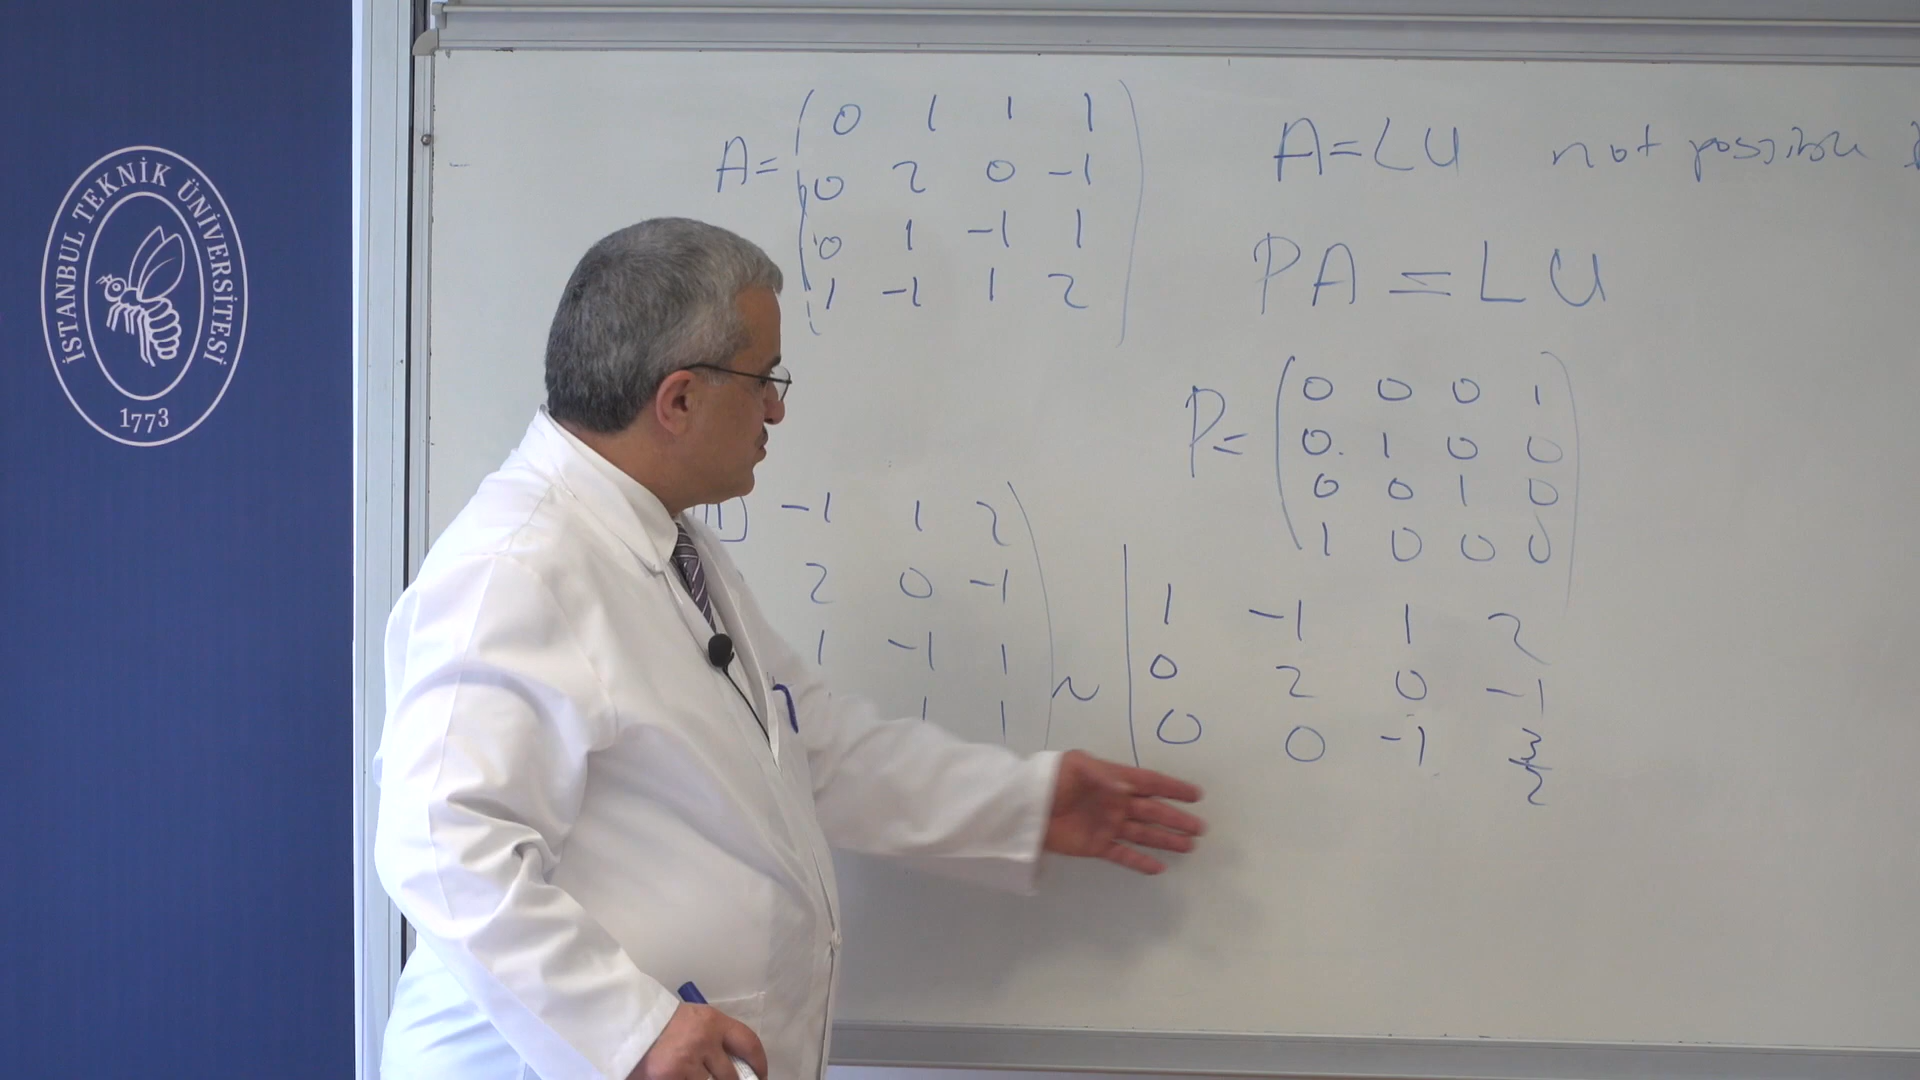 İSTANBUL TEKNİK ÜNİVERSİTESİ
1773
A= 0 1 1 1
0 2 0 -1
0 1 -1 1
1 -1 1 2
A=LU not possible
PA=LU
P= 0 0 0 1
0 1 0 0
0 0 1 0
1 0 0 0
1 -1 1 2
2 0 -1
1 -1 1
1 1
~
1 -1 1 2
0 2 0 -1
0 0 -1 3/2